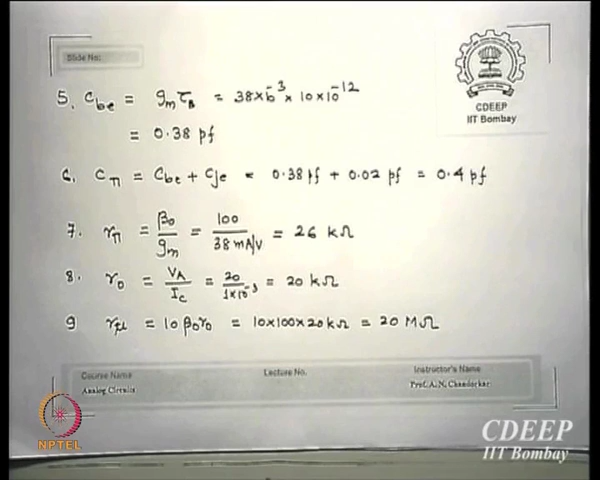 Slide No:
CDEEP
IIT Bombay
5. Cbe = gm τB = 38×10⁻³ × 10×10⁻¹²
= 0.38 pf
6. Cπ = Cbe + Cje = 0.38 pf + 0.02 pf = 0.4 pf
7. rπ = β0/gm = 100/38 mA/V = 26 kΩ
8. r0 = VA/IC = 20/1×10⁻³ = 20 kΩ
9 rμ = 10 β0 r0 = 10×100×20kΩ = 20 MΩ
Course Name
Lecture No.
Instructor's Name
Analog Circuits
Prof. A. N. Chandorkar
NPTEL
CDEEP
IIT Bombay